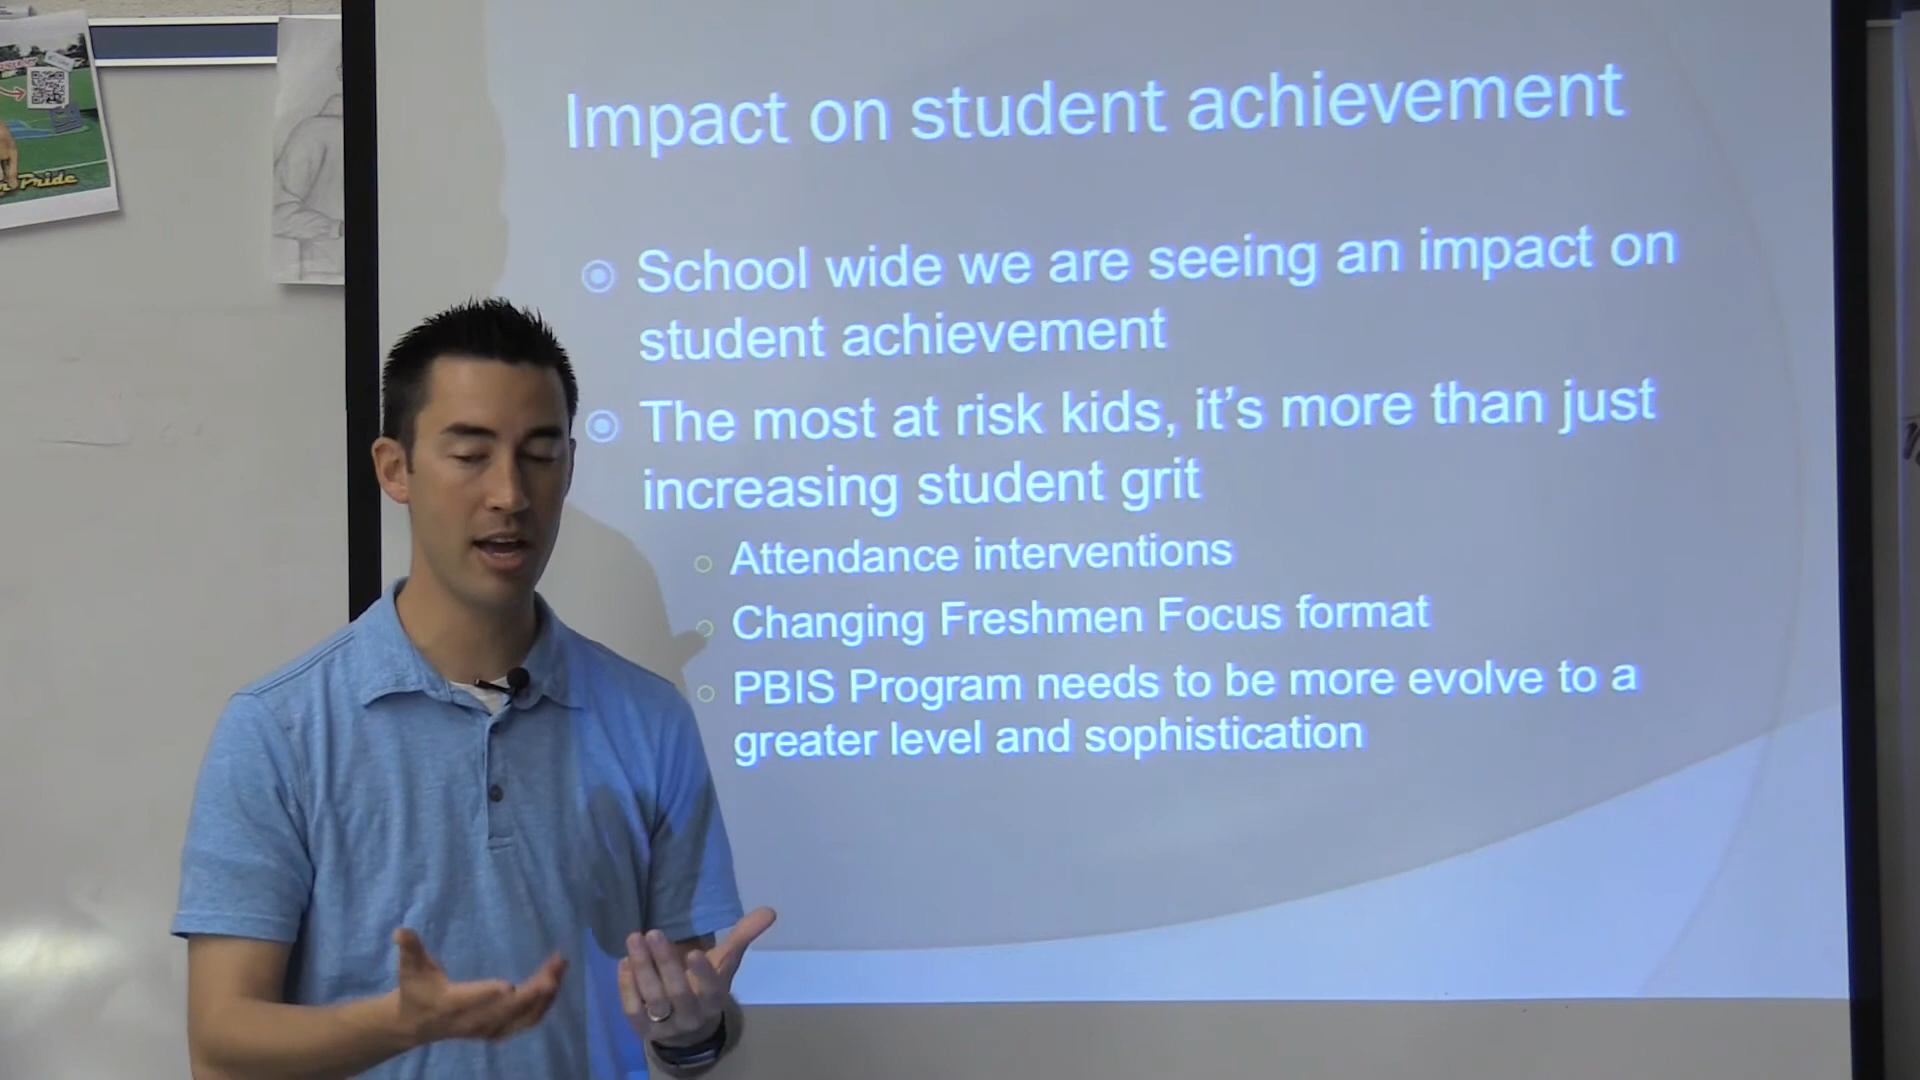 Impact on student achievement
School wide we are seeing an impact on
student achievement
The most at risk kids, it's more than just
increasing student grit
Attendance interventions
Changing Freshmen Focus format
PBIS Program needs to be more evolve to a
greater level and sophistication
Pride